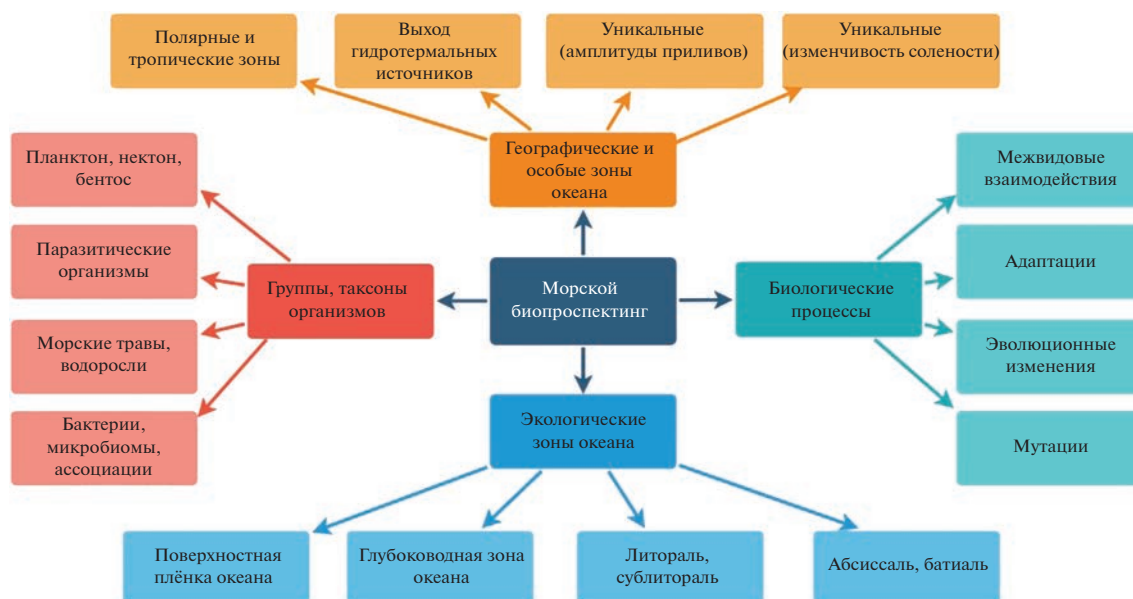 Полярные и
тропические зоны
Выход
гидротермальных
источников
Уникальные
(амплитуды приливов)
Уникальные
(изменчивость солености)
Географические и
особые зоны
океана
Планктон, нектон,
бентос
Паразитические
организмы
Морские травы,
водоросли
Бактерии,
микробиомы,
ассоциации
Группы, таксоны
организмов
Морской
биопроспектинг
Биологические
процессы
Межвидовые
взаимодействия
Адаптации
Эволюционные
изменения
Мутации
Экологические
зоны океана
Поверхностная
плёнка океана
Глубоководная зона
океана
Литораль,
сублитораль
Абсиссаль, батиаль